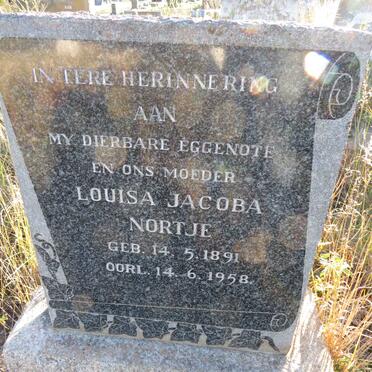 IN TERE HERINNERING
AAN
MY DIERBARE EGGENOTE
EN ONS MOEDER
LOUISA JACOBA
NORTJE
GEB. 14. 5. 1891
OORL. 14. 6. 1958.